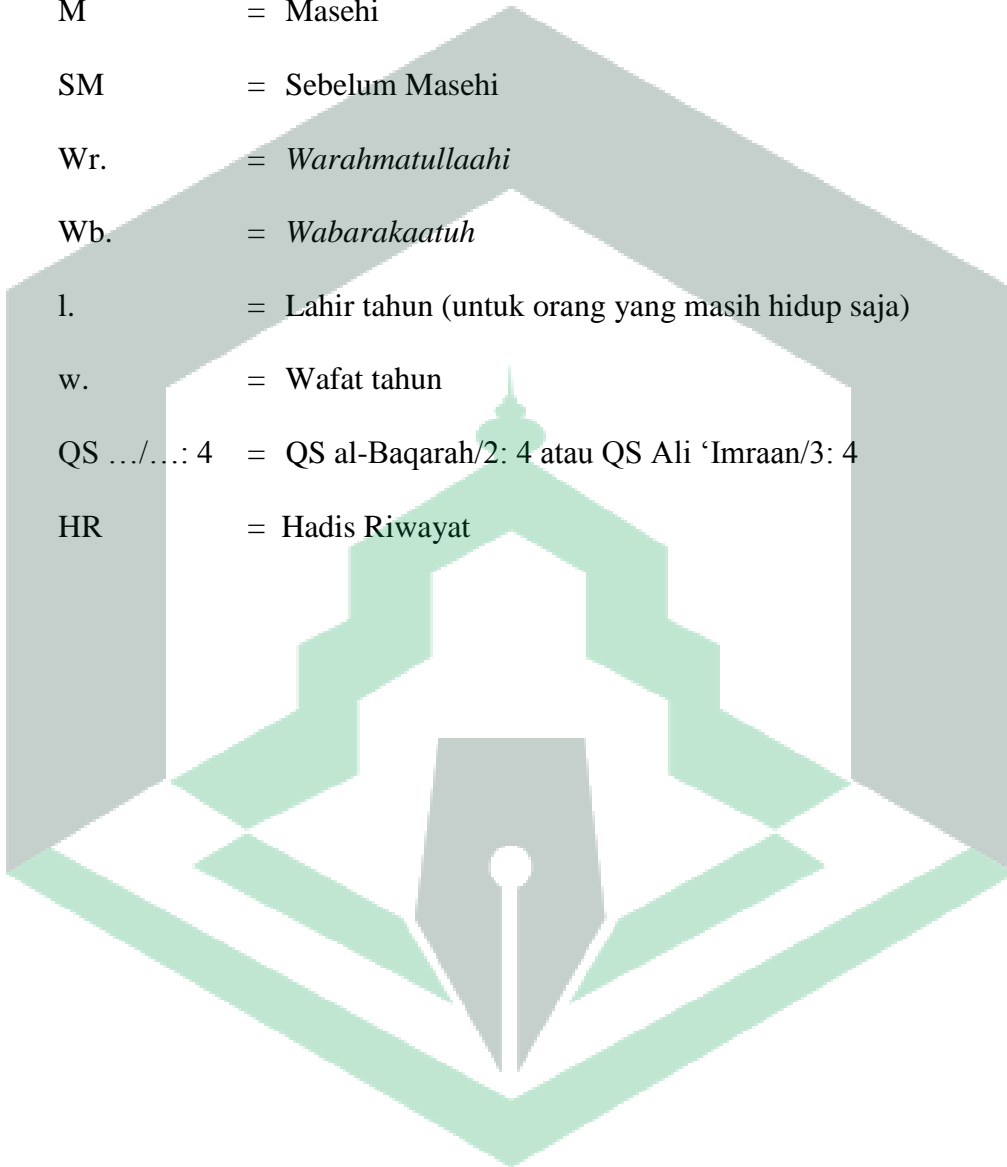 M = Masehi
SM = Sebelum Masehi
Wr. = Warahmatullaahi
Wb. = Wabarakaatuh
l. = Lahir tahun (untuk orang yang masih hidup saja)
w. = Wafat tahun
QS …/…: 4 = QS al-Baqarah/2: 4 atau QS Ali ‘Imraan/3: 4
HR = Hadis Riwayat